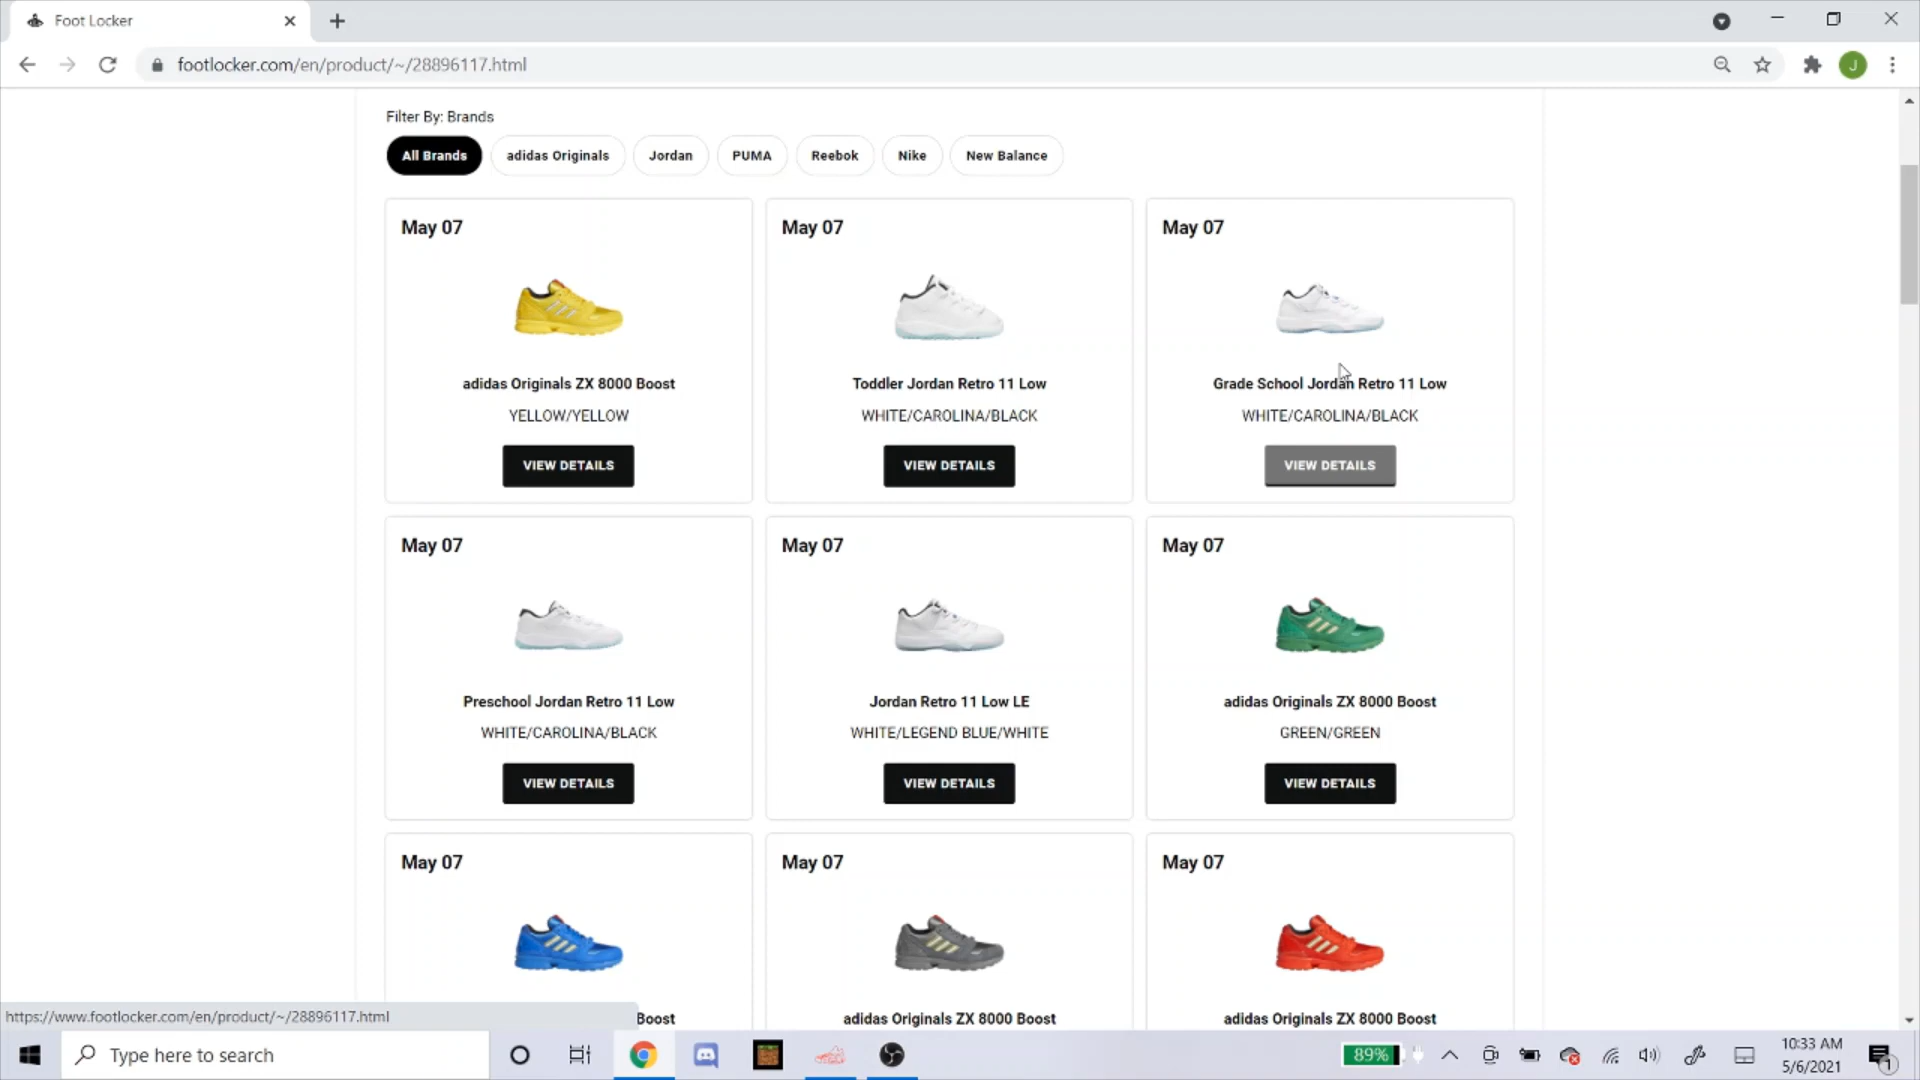 Foot Locker
footlocker.com/en/product/~/28896117.html
J
Filter By: Brands
All Brands adidas Originals Jordan PUMA Reebok Nike New Balance
May 07 May 07 May 07
adidas Originals ZX 8000 Boost Toddler Jordan Retro 11 Low Grade School Jordan Retro 11 Low
YELLOW/YELLOW WHITE/CAROLINA/BLACK WHITE/CAROLINA/BLACK
VIEW DETAILS VIEW DETAILS VIEW DETAILS
May 07 May 07 May 07
Preschool Jordan Retro 11 Low Jordan Retro 11 Low LE adidas Originals ZX 8000 Boost
WHITE/CAROLINA/BLACK WHITE/LEGEND BLUE/WHITE GREEN/GREEN
VIEW DETAILS VIEW DETAILS VIEW DETAILS
May 07 May 07 May 07
https://www.footlocker.com/en/product/~/28896117.html Boost adidas Originals ZX 8000 Boost adidas Originals ZX 8000 Boost
Type here to search 89% 10:33 AM
5/6/2021 1